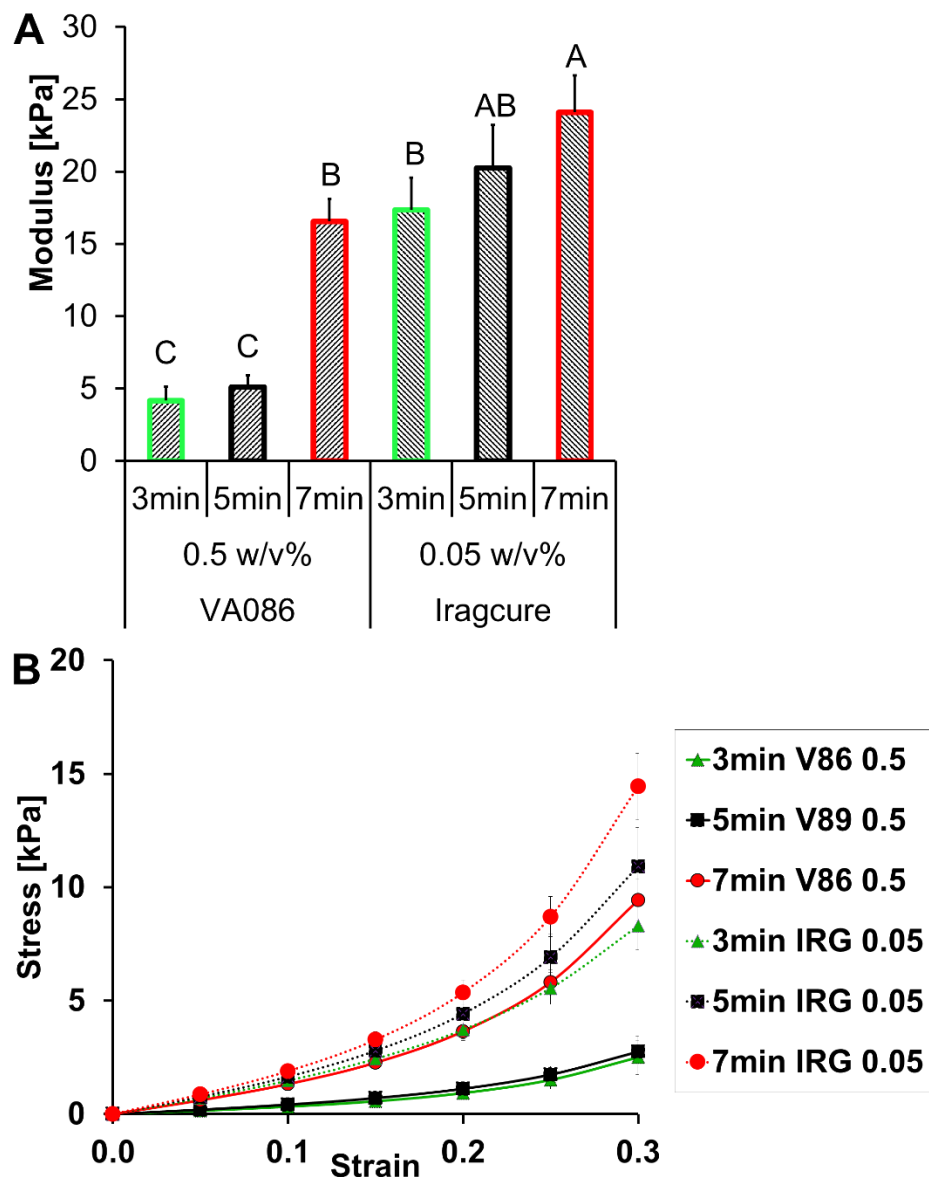 A
Modulus [kPa]
30
25
20
15
10
5
0
C
C
B
B
AB
A
3min 5min 7min 3min 5min 7min
0.5 w/v% 0.05 w/v%
VA086 Iragcure
B
Stress [kPa]
20
15
10
5
0
0.0 0.1 0.2 0.3
Strain
3min V86 0.5
5min V89 0.5
7min V86 0.5
3min IRG 0.05
5min IRG 0.05
7min IRG 0.05